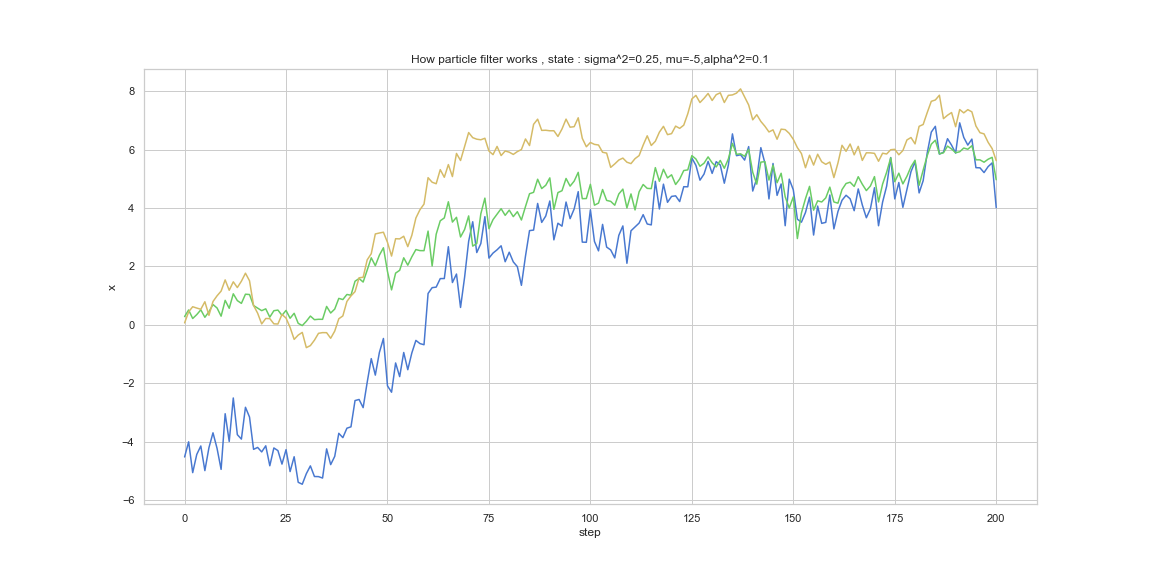 How particle filter works , state : sigma^2=0.25, mu=-5,alpha^2=0.1
8
6
4
2
0
−2
−4
−6
x
0 25 50 75 100 125 150 175 200
step